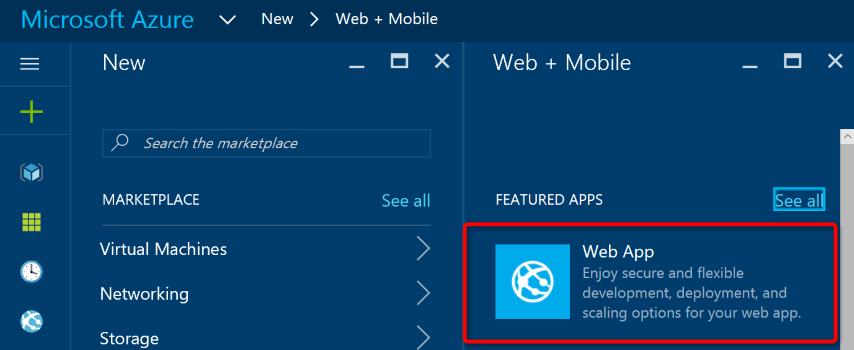 Microsoft Azure New Web + Mobile
New
Search the marketplace
MARKETPLACE See all
Virtual Machines
Networking
Storage
Web + Mobile
FEATURED APPS See all
Web App
Enjoy secure and flexible
development, deployment, and
scaling options for your web app.